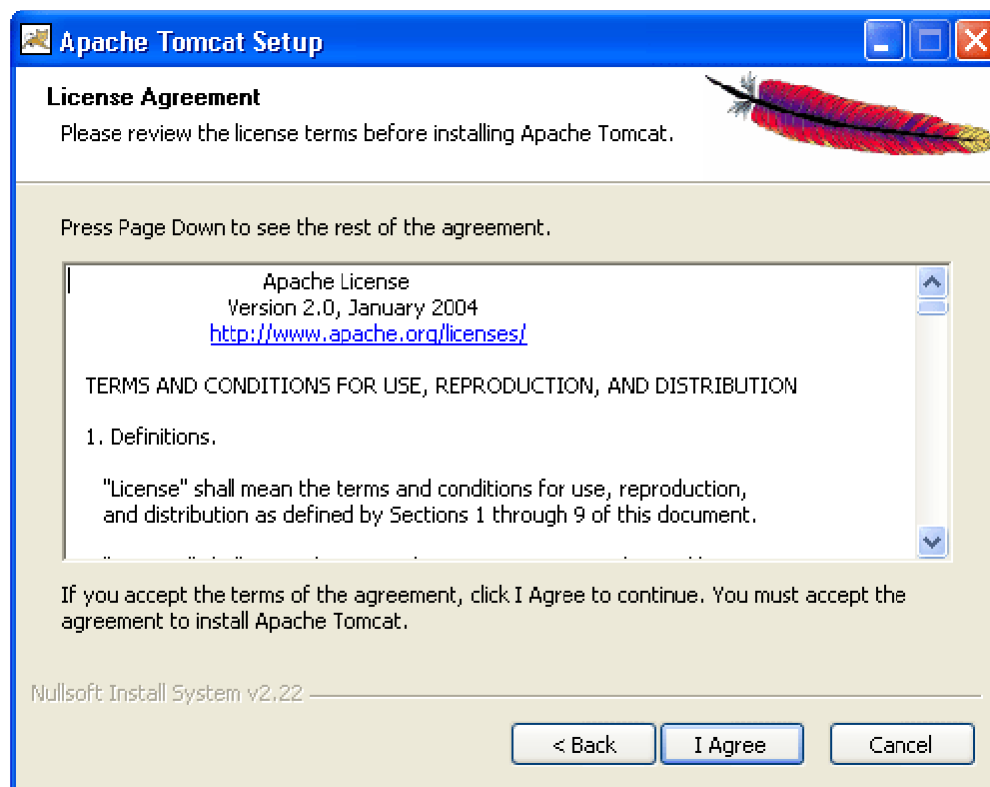 Apache Tomcat Setup
License Agreement
Please review the license terms before installing Apache Tomcat.
Press Page Down to see the rest of the agreement.
Apache License
Version 2.0, January 2004
http://www.apache.org/licenses/
TERMS AND CONDITIONS FOR USE, REPRODUCTION, AND DISTRIBUTION
1. Definitions.
"License" shall mean the terms and conditions for use, reproduction,
and distribution as defined by Sections 1 through 9 of this document.
If you accept the terms of the agreement, click I Agree to continue. You must accept the
agreement to install Apache Tomcat.
Nullsoft Install System v2.22
< Back I Agree Cancel